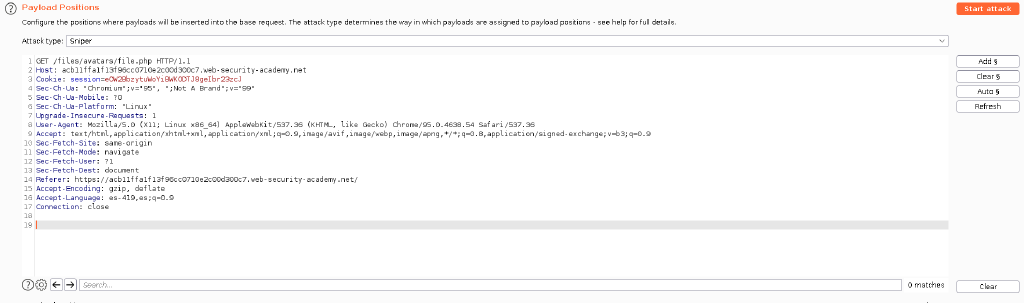 Payload Positions
Start attack
Configure the positions where payloads will be inserted into the base request. The attack type determines the way in which payloads are assigned to payload positions - see help for full details.
Attack type: Sniper
1 GET /files/avatars/file.php HTTP/1.1
2 Host: acb11ffa1f13f96cc0710e2c00d300c7.web-security-academy.net
3 Cookie: session=eOW28bzytuWoYiBWKODTJ8geIbr23zcJ
4 Sec-Ch-Ua: "Chromium";v="95", ";Not A Brand";v="99"
5 Sec-Ch-Ua-Mobile: ?0
6 Sec-Ch-Ua-Platform: "Linux"
7 Upgrade-Insecure-Requests: 1
8 User-Agent: Mozilla/5.0 (X11; Linux x86_64) AppleWebKit/537.36 (KHTML, like Gecko) Chrome/95.0.4638.54 Safari/537.36
9 Accept: text/html,application/xhtml+xml,application/xml;q=0.9,image/avif,image/webp,image/apng,*/*;q=0.8,application/signed-exchange;v=b3;q=0.9
10 Sec-Fetch-Site: same-origin
11 Sec-Fetch-Mode: navigate
12 Sec-Fetch-User: ?1
13 Sec-Fetch-Dest: document
14 Referer: https://acb11ffa1f13f96cc0710e2c00d300c7.web-security-academy.net/
15 Accept-Encoding: gzip, deflate
16 Accept-Language: es-419,es;q=0.9
17 Connection: close
18
19
Add §
Clear §
Auto §
Refresh
Search...
0 matches
Clear